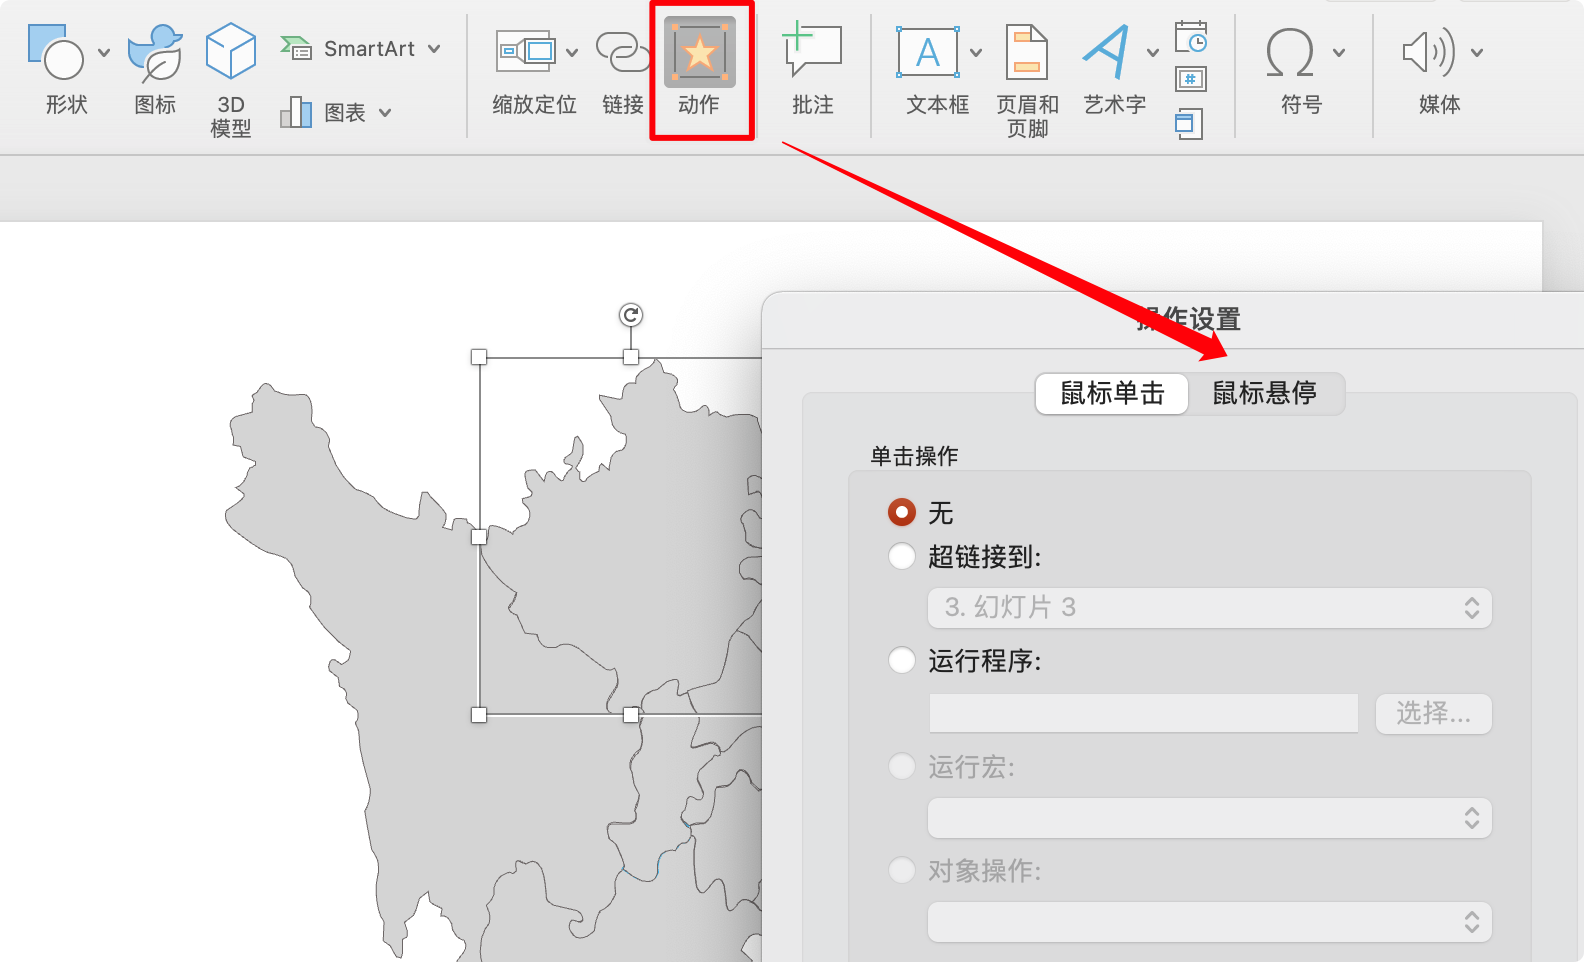 SmartArt
形状
图标
3D
模型
图表
缩放定位
链接
动作
批注
A
文本框
页眉和
页脚
艺术字
符号
媒体
操作设置
鼠标单击
鼠标悬停
单击操作
无
超链接到:
3. 幻灯片 3
运行程序:
选择...
运行宏:
对象操作: